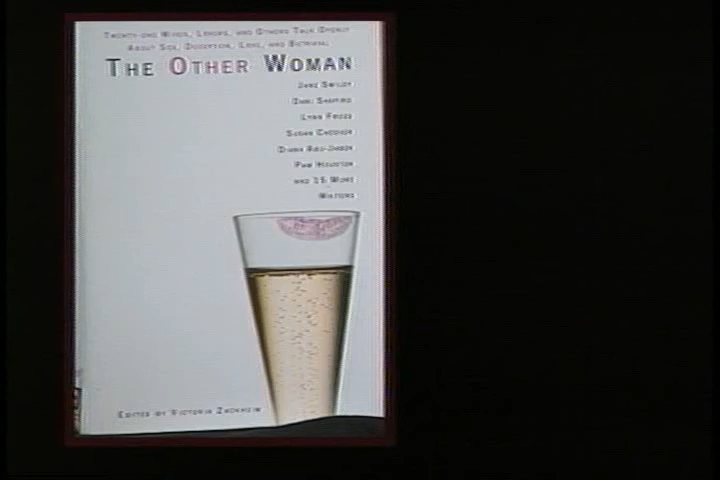 Twenty-one Wives, Lovers, and Others Talk Openly
About Sex, Deception, Love, and Betrayal
The Other Woman
Jane Smiley
Dani Shapiro
Lynn Freed
Susan Cheever
Diana Abu-Jaber
Pam Houston
and 15 More
Writers
Edited by Victoria Zackheim